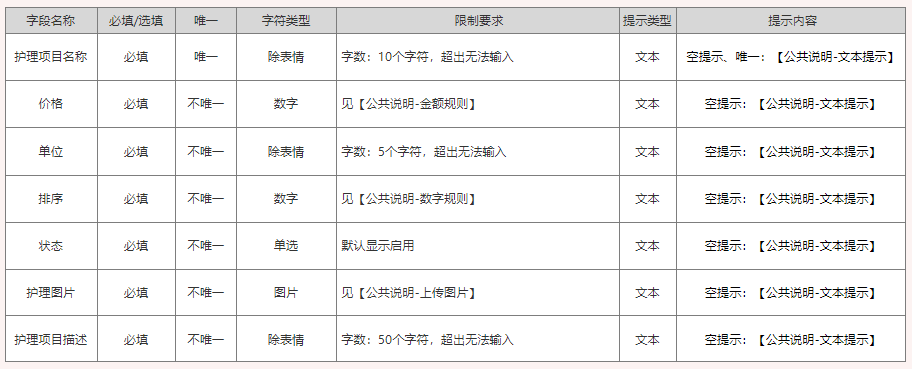 字段名称 必填/选填 唯一 字符类型 限制要求 提示类型 提示内容
护理项目名称 必填 唯一 除表情 字数：10个字符，超出无法输入 文本 空提示、唯一：【公共说明-文本提示】
价格 必填 不唯一 数字 见【公共说明-金额规则】 文本 空提示：【公共说明-文本提示】
单位 必填 不唯一 除表情 字数：5个字符，超出无法输入 文本 空提示：【公共说明-文本提示】
排序 必填 不唯一 数字 见【公共说明-数字规则】 文本 空提示：【公共说明-文本提示】
状态 必填 不唯一 单选 默认显示启用 文本 空提示：【公共说明-文本提示】
护理图片 必填 不唯一 图片 见【公共说明-上传图片】 文本 空提示：【公共说明-文本提示】
护理项目描述 必填 不唯一 除表情 字数：50个字符，超出无法输入 文本 空提示：【公共说明-文本提示】